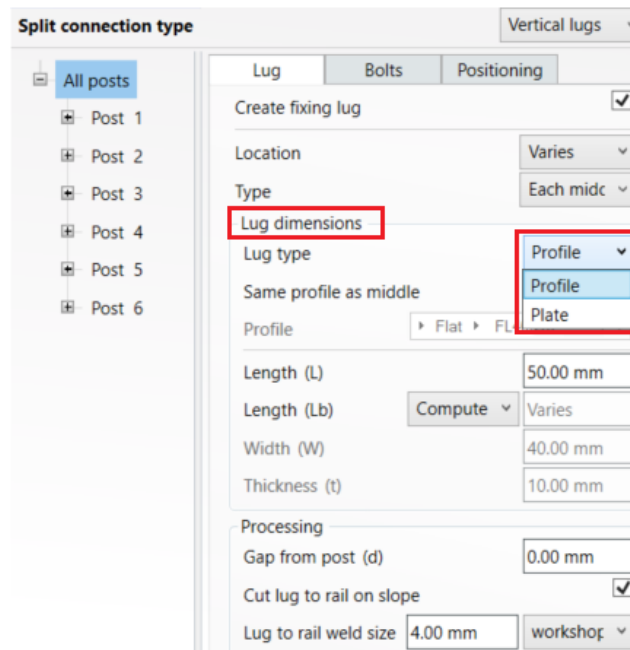 Split connection type
Vertical lugs
All posts
Post 1
Post 2
Post 3
Post 4
Post 5
Post 6
Lug Bolts Positioning
Create fixing lug
Location Varies
Type Each
Lug dimensions
Lug type Profile
Profile
Plate
Same profile as middle
Profile Flat
Length (L) 50.00 mm
Length (Lb) Compute Varies
Width (W) 40.00 mm
Thickness (t) 10.00 mm
Processing
Gap from post (d) 0.00 mm
Cut lug to rail on slope
Lug to rail weld size 4.00 mm